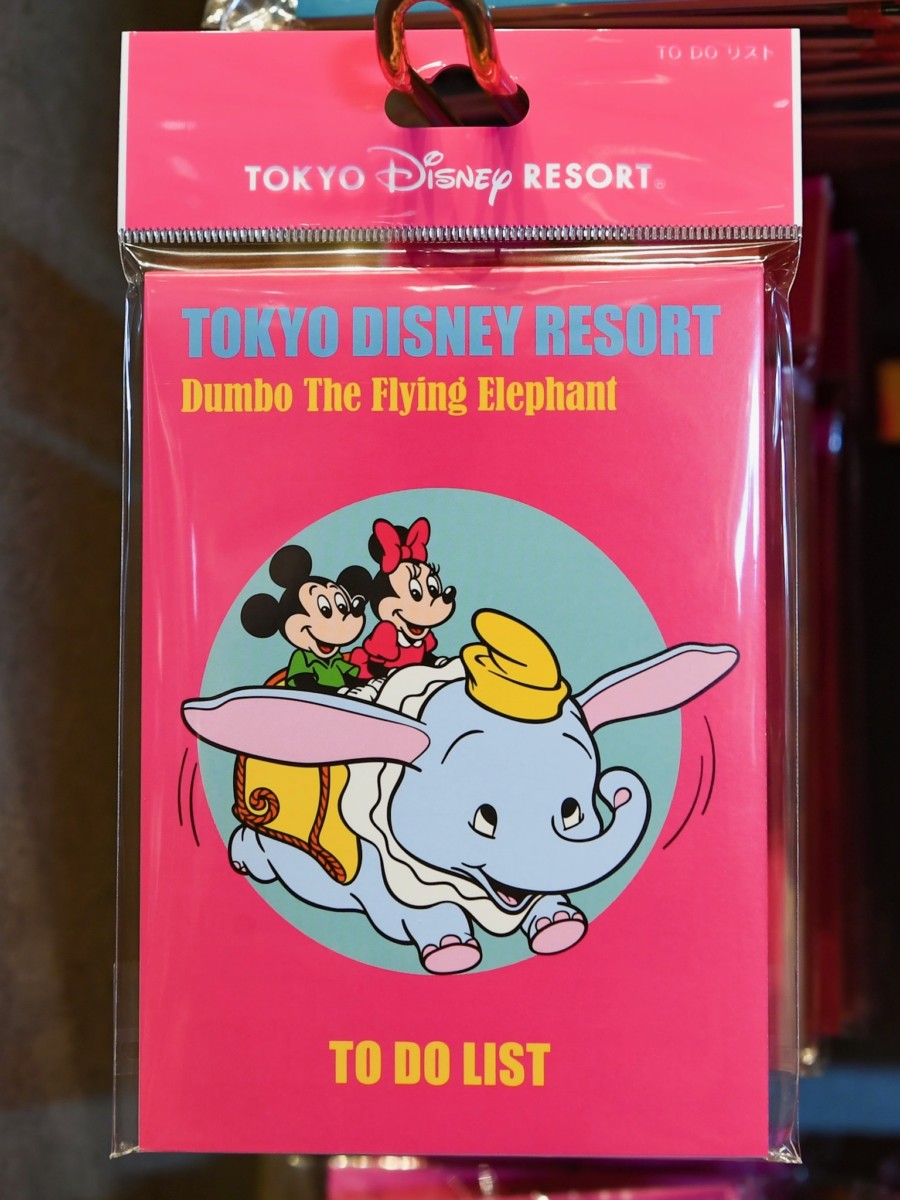 TO DO リスト
TOKYO Disney RESORT®
TOKYO DISNEY RESORT
Dumbo The Flying Elephant
TO DO LIST